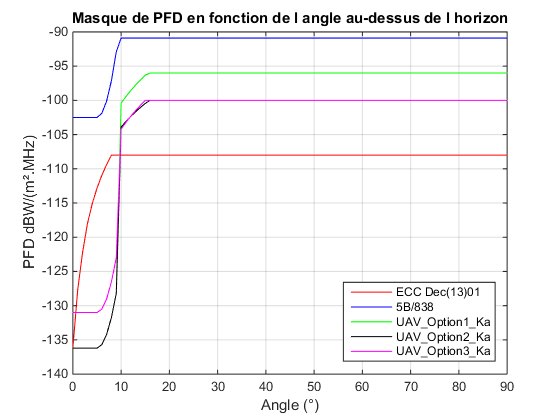 Masque de PFD en fonction de l angle au-dessus de l horizon
PFD dBW/(m².MHz)
-90
-95
-100
-105
-110
-115
-120
-125
-130
-135
-140
0 10 20 30 40 50 60 70 80 90
Angle (°)
ECC Dec(13)01
5B/838
UAV_Option1_Ka
UAV_Option2_Ka
UAV_Option3_Ka